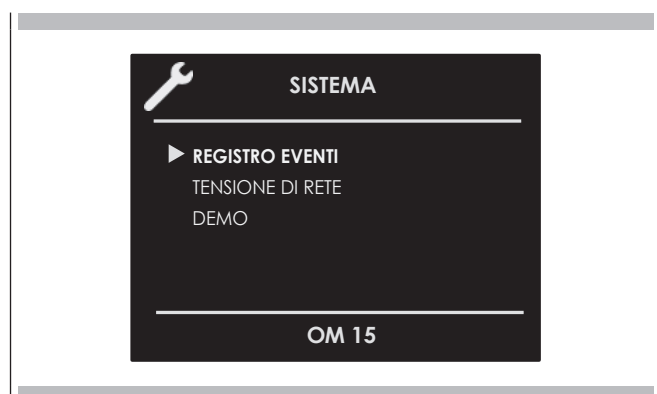 SISTEMA
REGISTRO EVENTI
TENSIONE DI RETE
DEMO
OM 15